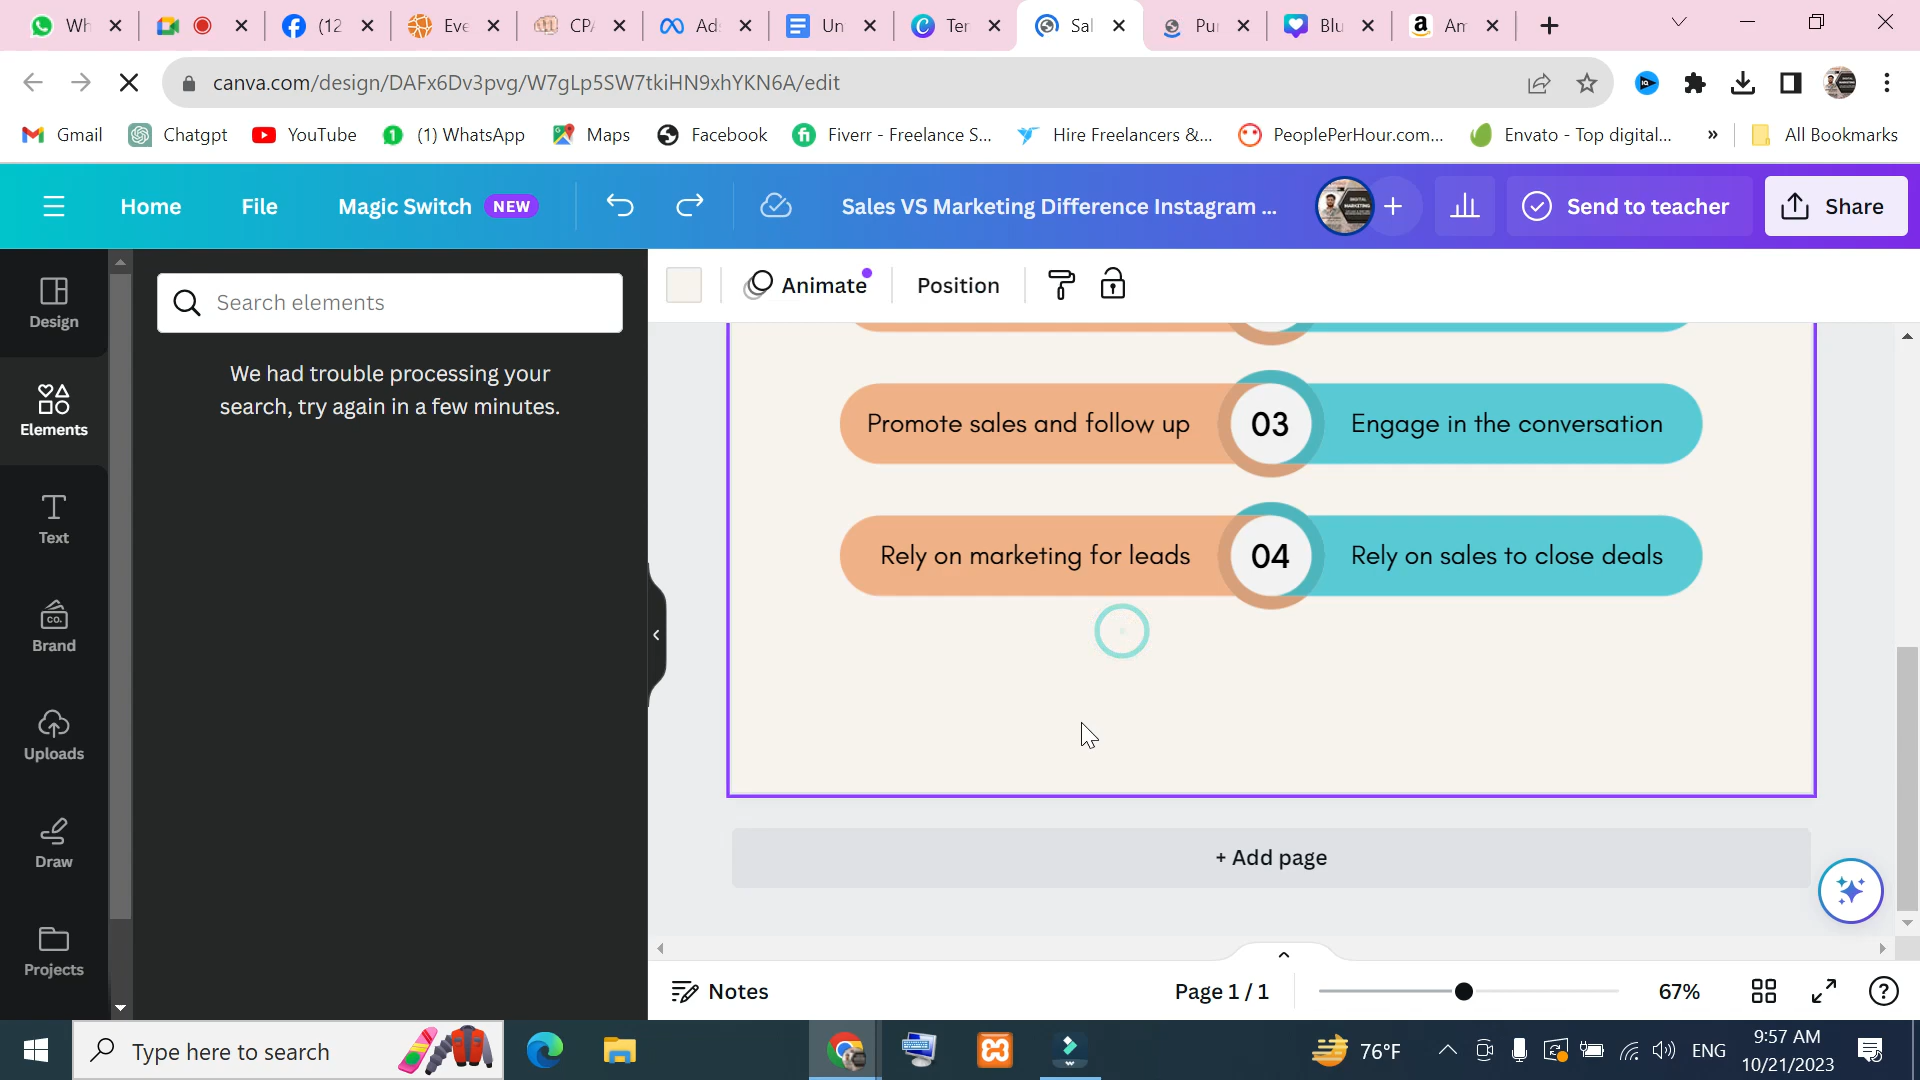 Wh
(12
Eve
CPA
Ads
Un
Ter
Sal
Pu
Blu
Am
canva.com/design/DAFx6Dv3pvg/W7gLp5SW7tkiHN9xhYKN6A/edit
Gmail
Chatgpt
YouTube
(1) WhatsApp
Maps
Facebook
Fiverr - Freelance S...
Hire Freelancers &...
PeoplePerHour.com...
Envato - Top digital...
»
All Bookmarks
Home
File
Magic Switch NEW
Sales VS Marketing Difference Instagram ...
Send to teacher
Share
Design
Elements
Text
CO.
Brand
Uploads
Draw
Projects
Search elements
We had trouble processing your
search, try again in a few minutes.
Animate
Position
Promote sales and follow up
03
Engage in the conversation
Rely on marketing for leads
04
Rely on sales to close deals
+ Add page
Notes
Page 1 / 1
67%
Type here to search
76°F
ENG
9:57 AM
10/21/2023